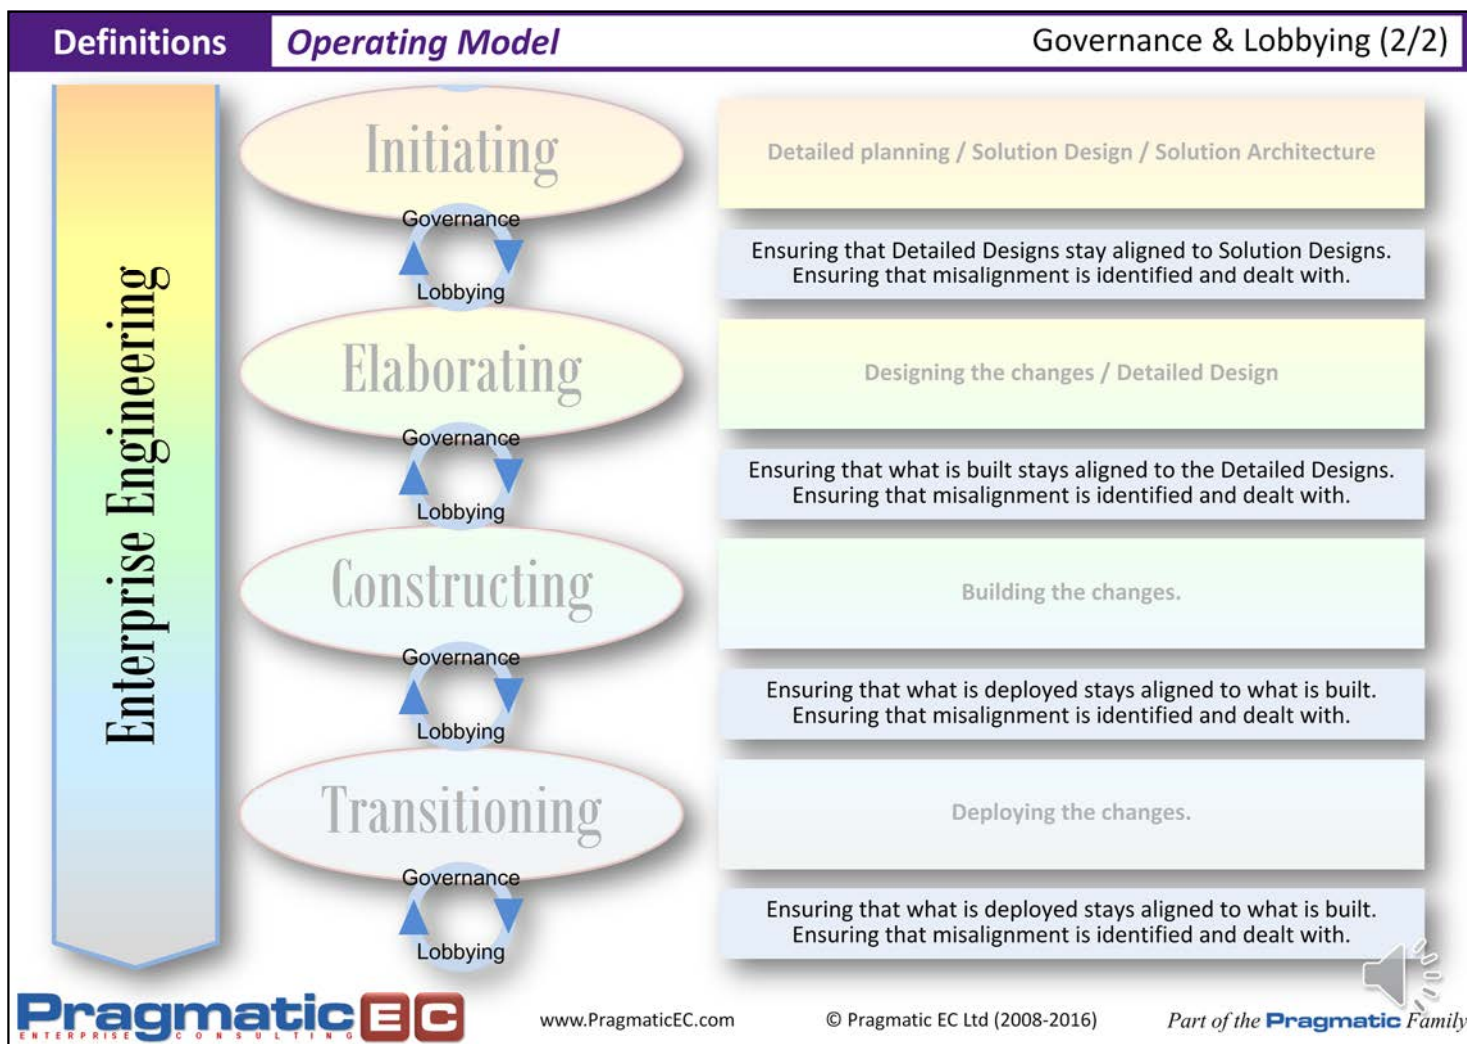 Definitions
Operating Model
Governance & Lobbying (2/2)
Enterprise Engineering
Initiating
Detailed planning / Solution Design / Solution Architecture
Governance
Lobbying
Ensuring that Detailed Designs stay aligned to Solution Designs.
Ensuring that misalignment is identified and dealt with.
Elaborating
Designing the changes / Detailed Design
Governance
Lobbying
Ensuring that what is built stays aligned to the Detailed Designs.
Ensuring that misalignment is identified and dealt with.
Constructing
Building the changes.
Governance
Lobbying
Ensuring that what is deployed stays aligned to what is built.
Ensuring that misalignment is identified and dealt with.
Transitioning
Deploying the changes.
Governance
Lobbying
Ensuring that what is deployed stays aligned to what is built.
Ensuring that misalignment is identified and dealt with.
Pragmatic EC
ENTERPRISE CONSULTING
www.PragmaticEC.com
© Pragmatic EC Ltd (2008-2016)
Part of the Pragmatic Family